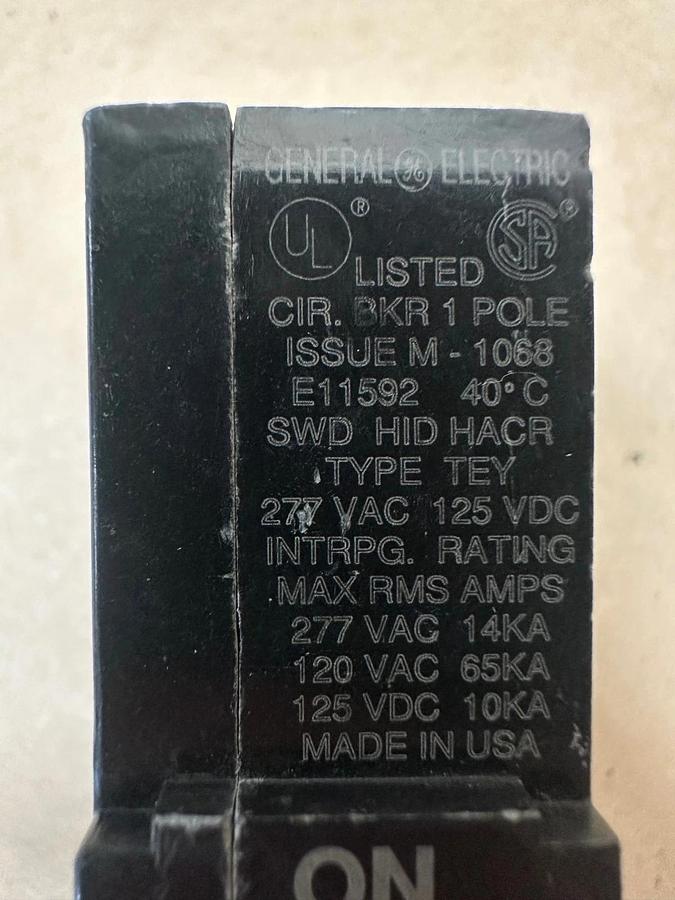 GENERAL GE ELECTRIC
UL ® SA ®
LISTED
CIR. BKR 1 POLE
ISSUE M - 1068
E11592 40° C
SWD HID HACR
TYPE TEY
277 VAC 125 VDC
INTRPG. RATING
MAX RMS AMPS
277 VAC 14KA
120 VAC 65KA
125 VDC 10KA
MADE IN USA
ON